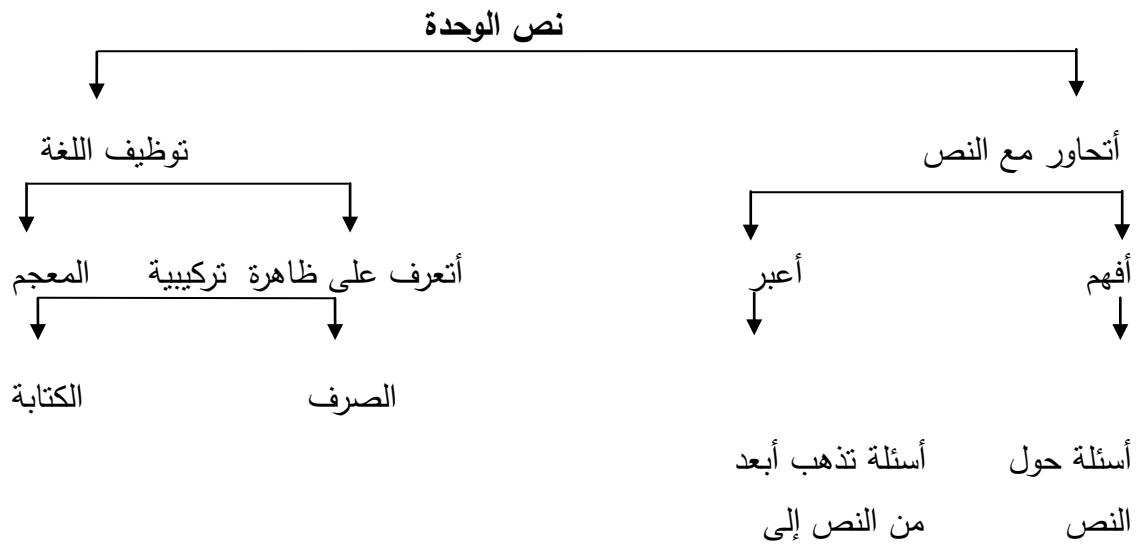 نص الوحدة
أتحاور مع النص
توظيف اللغة
أفهم
أعبر
أتعرف على ظاهرة تركيبية
المعجم
الصرف
الكتابة
أسئلة حول
النص
أسئلة تذهب أبعد
من النص إلى